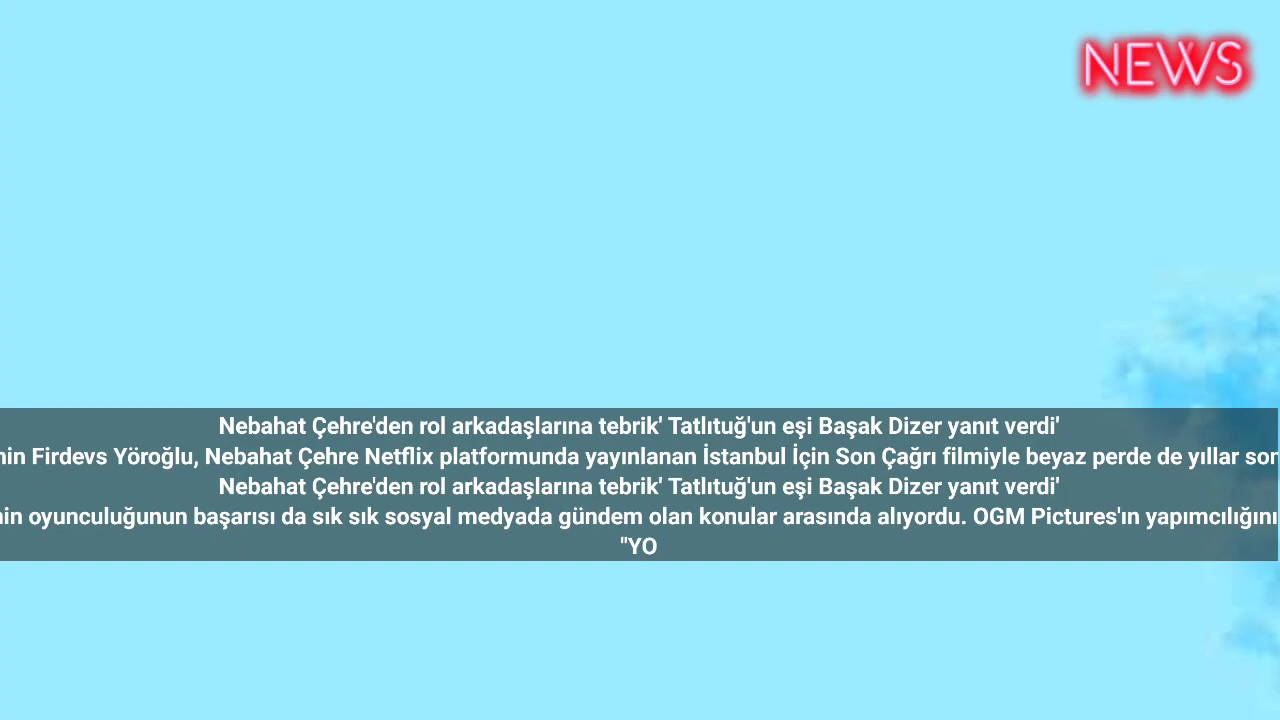 NEWS
Nebahat Çehre'den rol arkadaşlarına tebrik' Tatlıtuğ'un eşi Başak Dizer yanıt verdi'
Firdevs Yöroğlu, Nebahat Çehre Netflix platformunda yayınlanan İstanbul İçin Son Çağrı filmiyle beyaz perde de yıllar
Nebahat Çehre'den rol arkadaşlarına tebrik' Tatlıtuğ'un eşi Başak Dizer yanıt verdi'
oyunculuğunun başarısı da sık sık sosyal medyada gündem olan konular arasında alıyordu. OGM Pictures'ın yapımcılığını
"YO